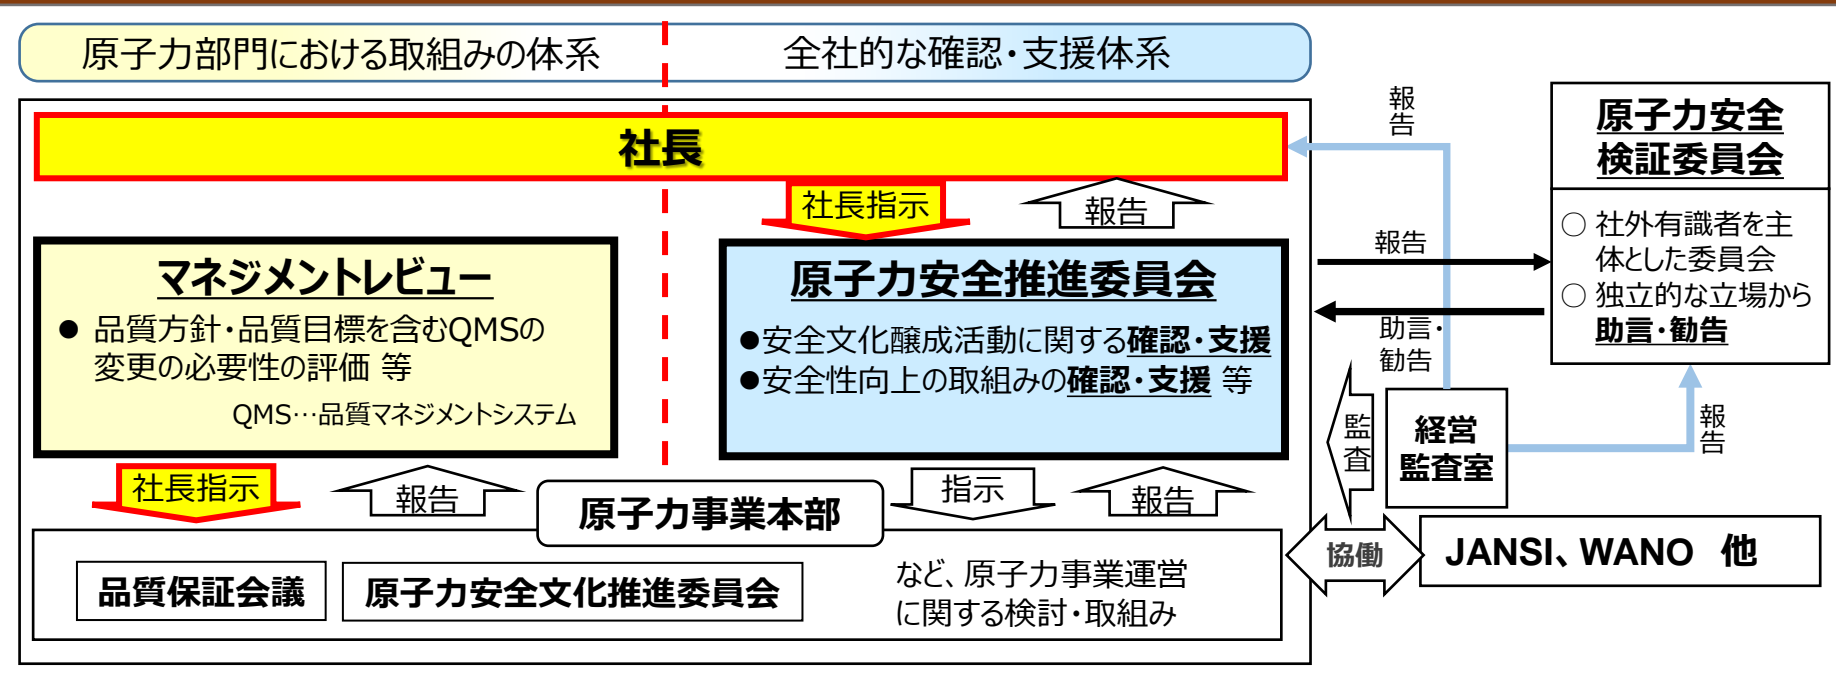 原子力部門における取組みの体系
全社的な確認・支援体系
社長
社長指示
報告
マネジメントレビュー
● 品質方針・品質目標を含むQMSの
変更の必要性の評価 等
QMS…品質マネジメントシステム
原子力安全推進委員会
●安全文化醸成活動に関する確認・支援
●安全性向上の取組みの確認・支援 等
社長指示
報告
原子力事業本部
指示
報告
品質保証会議
原子力安全文化推進委員会
など、原子力事業運営
に関する検討・取組み
報告
原子力安全
検証委員会
○ 社外有識者を主
体とした委員会
○ 独立的な立場から
助言・勧告
報告
助言・
勧告
監査
経営
監査室
報告
協働
JANSI、WANO 他